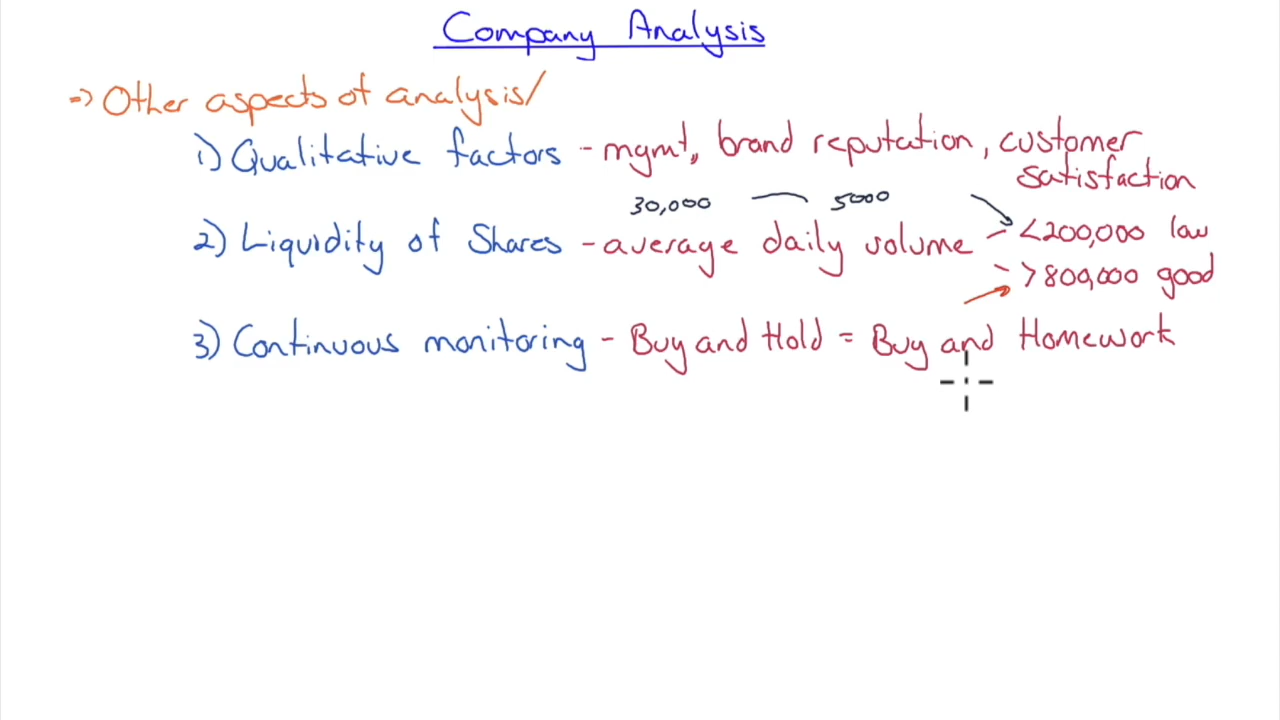 Company Analysis
=> Other aspects of analysis/
1) Qualitative factors - mgmt, brand reputation, customer
satisfaction
30,000 5000
2) Liquidity of Shares - average daily volume - <200,000 law
- >800,000 good
3) Continuous monitoring - Buy and Hold = Buy and Homework